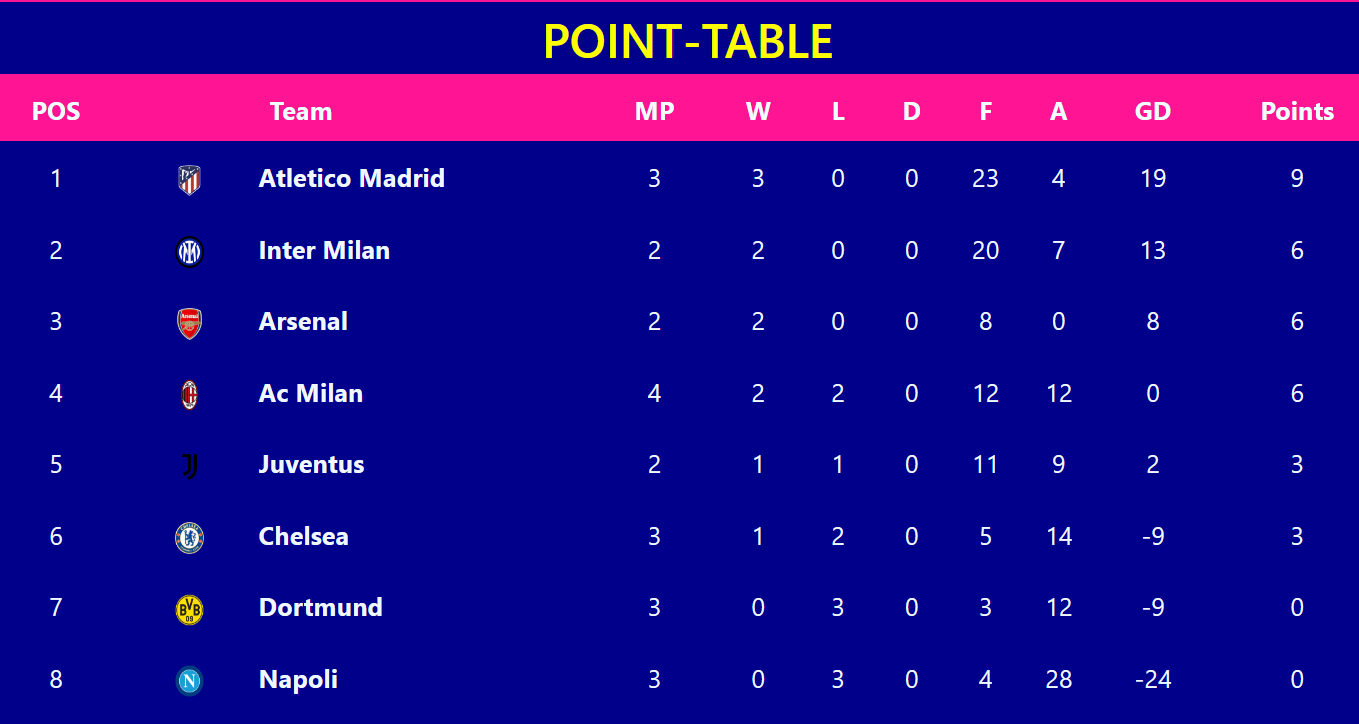 POINT-TABLE
POS Team MP W L D F A GD Points
1 Atletico Madrid 3 3 0 0 23 4 19 9
2 Inter Milan 2 2 0 0 20 7 13 6
3 Arsenal Arsenal 2 2 0 0 8 0 8 6
4 Ac Milan 4 2 2 0 12 12 0 6
5 Juventus 2 1 1 0 11 9 2 3
6 Chelsea 3 1 2 0 5 14 -9 3
7 BVB 09 Dortmund 3 0 3 0 3 12 -9 0
8 N Napoli 3 0 3 0 4 28 -24 0